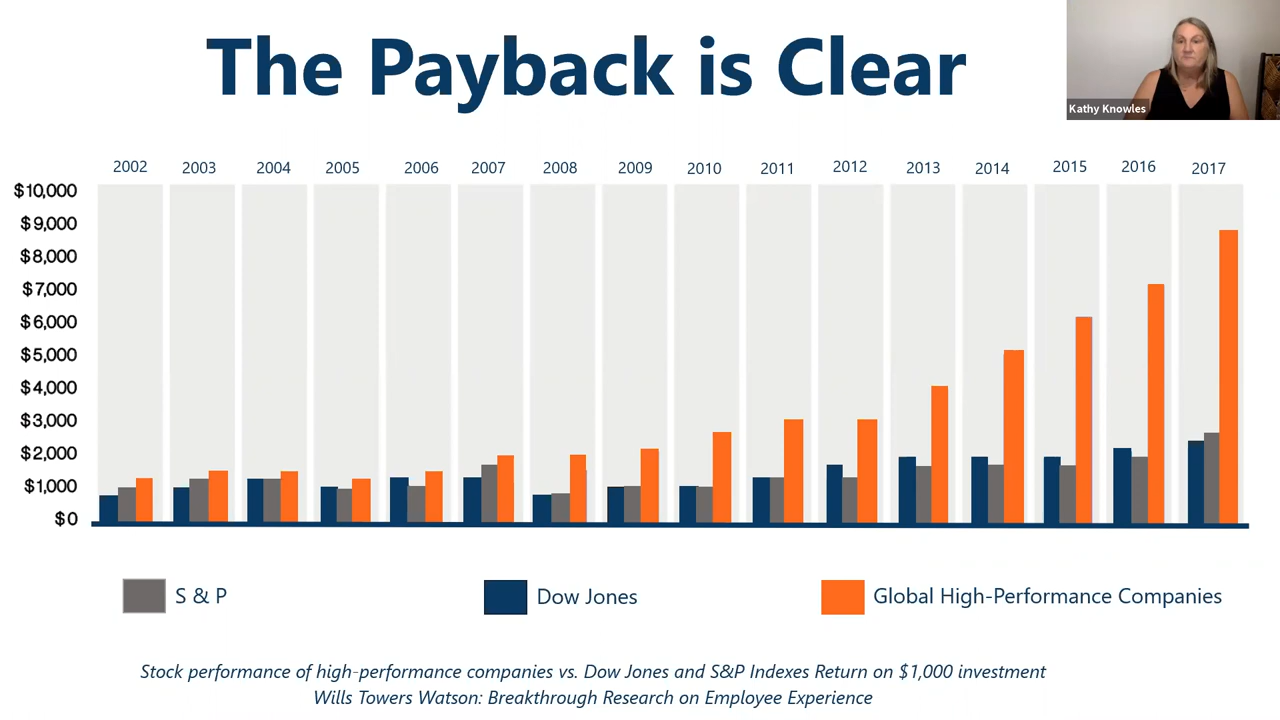 The Payback is Clear
Kathy Knowles
2002 2003 2004 2005 2006 2007 2008 2009 2010 2011 2012 2013 2014 2015 2016 2017
$10,000
$9,000
$8,000
$7,000
$6,000
$5,000
$4,000
$3,000
$2,000
$1,000
$0
S & P Dow Jones Global High-Performance Companies
Stock performance of high-performance companies vs. Dow Jones and S&P Indexes Return on $1,000 investment
Wills Towers Watson: Breakthrough Research on Employee Experience